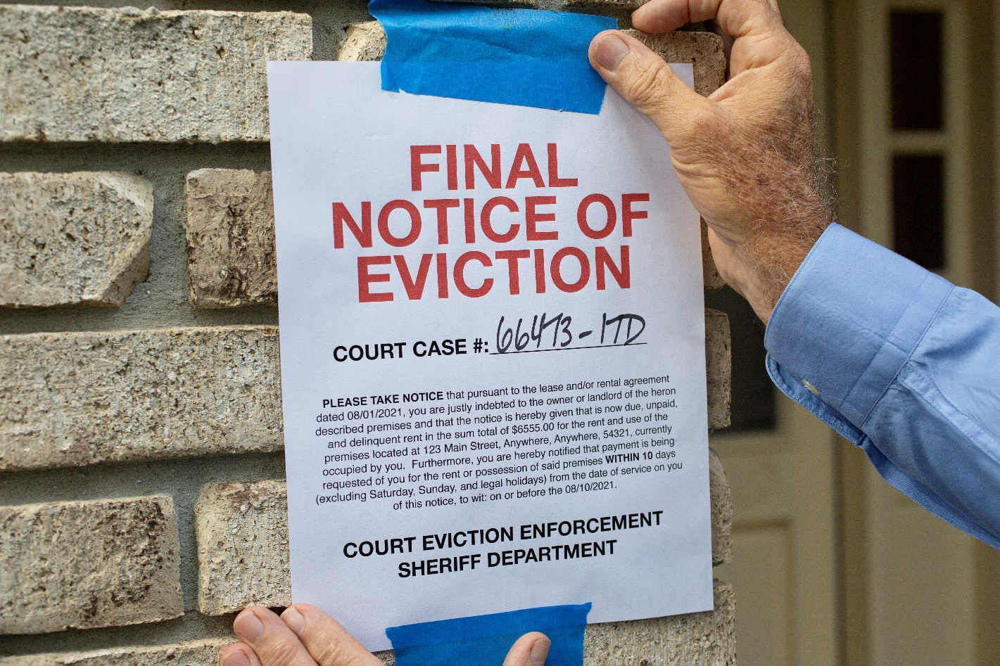 FINAL
NOTICE OF
EVICTION
COURT CASE #: 66473-ITD
PLEASE TAKE NOTICE that pursuant to the lease and/or rental agreement
dated 08/01/2021, you are justly indebted to the owner or landlord of the heron
described premises and that the notice is hereby given that is now due, unpaid,
and delinquent rent in the sum total of $6555.00 for the rent and use of the
premises located at 123 Main Street, Anywhere, Anywhere, 54321, currently
occupied by you. Furthermore, you are hereby notified that payment is being
requested of you for the rent or possession of said premises WITHIN 10 days
(excluding Saturday, Sunday, and legal holidays) from the date of service on you
of this notice, to wit: on or before the 08/10/2021.
COURT EVICTION ENFORCEMENT
SHERIFF DEPARTMENT